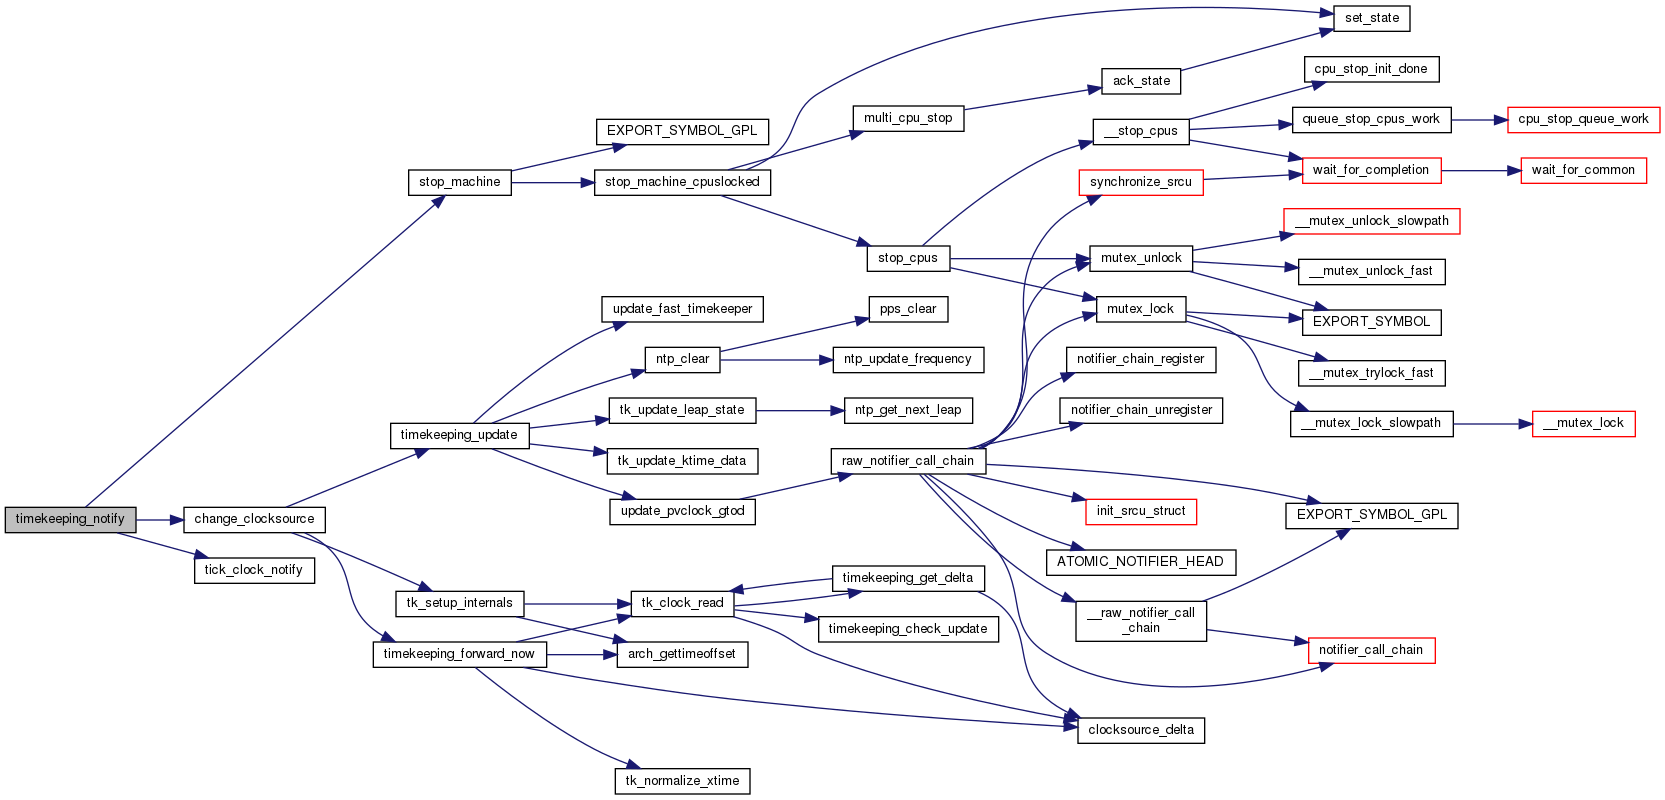 set_state
cpu_stop_init_done
ack_state
multi_cpu_stop
queue_stop_cpus_work
cpu_stop_queue_work
EXPORT_SYMBOL_GPL
__stop_cpus
wait_for_completion
wait_for_common
stop_machine
stop_machine_cpuslocked
synchronize_srcu
__mutex_unlock_slowpath
stop_cpus
mutex_unlock
__mutex_unlock_fast
update_fast_timekeeper
pps_clear
mutex_lock
EXPORT_SYMBOL
ntp_clear
ntp_update_frequency
notifier_chain_register
__mutex_trylock_fast
tk_update_leap_state
ntp_get_next_leap
notifier_chain_unregister
__mutex_lock_slowpath
__mutex_lock
timekeeping_update
tk_update_ktime_data
raw_notifier_call_chain
timekeeping_notify
change_clocksource
update_pvclock_gtod
init_srcu_struct
EXPORT_SYMBOL_GPL
tick_clock_notify
ATOMIC_NOTIFIER_HEAD
timekeeping_get_delta
tk_setup_internals
tk_clock_read
__raw_notifier_call
_chain
timekeeping_check_update
timekeeping_forward_now
arch_gettimeoffset
notifier_call_chain
clocksource_delta
tk_normalize_xtime